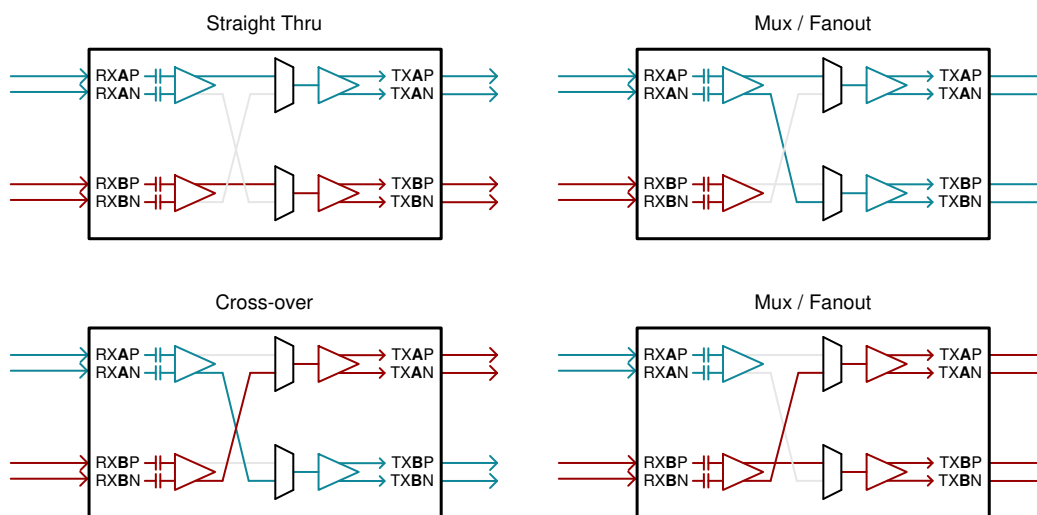 Straight Thru
RXAP
RXAN
TXAP
TXAN
RXBP
RXBN
TXBP
TXBN
Mux / Fanout
RXAP
RXAN
TXAP
TXAN
RXBP
RXBN
TXBP
TXBN
Cross-over
RXAP
RXAN
TXAP
TXAN
RXBP
RXBN
TXBP
TXBN
Mux / Fanout
RXAP
RXAN
TXAP
TXAN
RXBP
RXBN
TXBP
TXBN